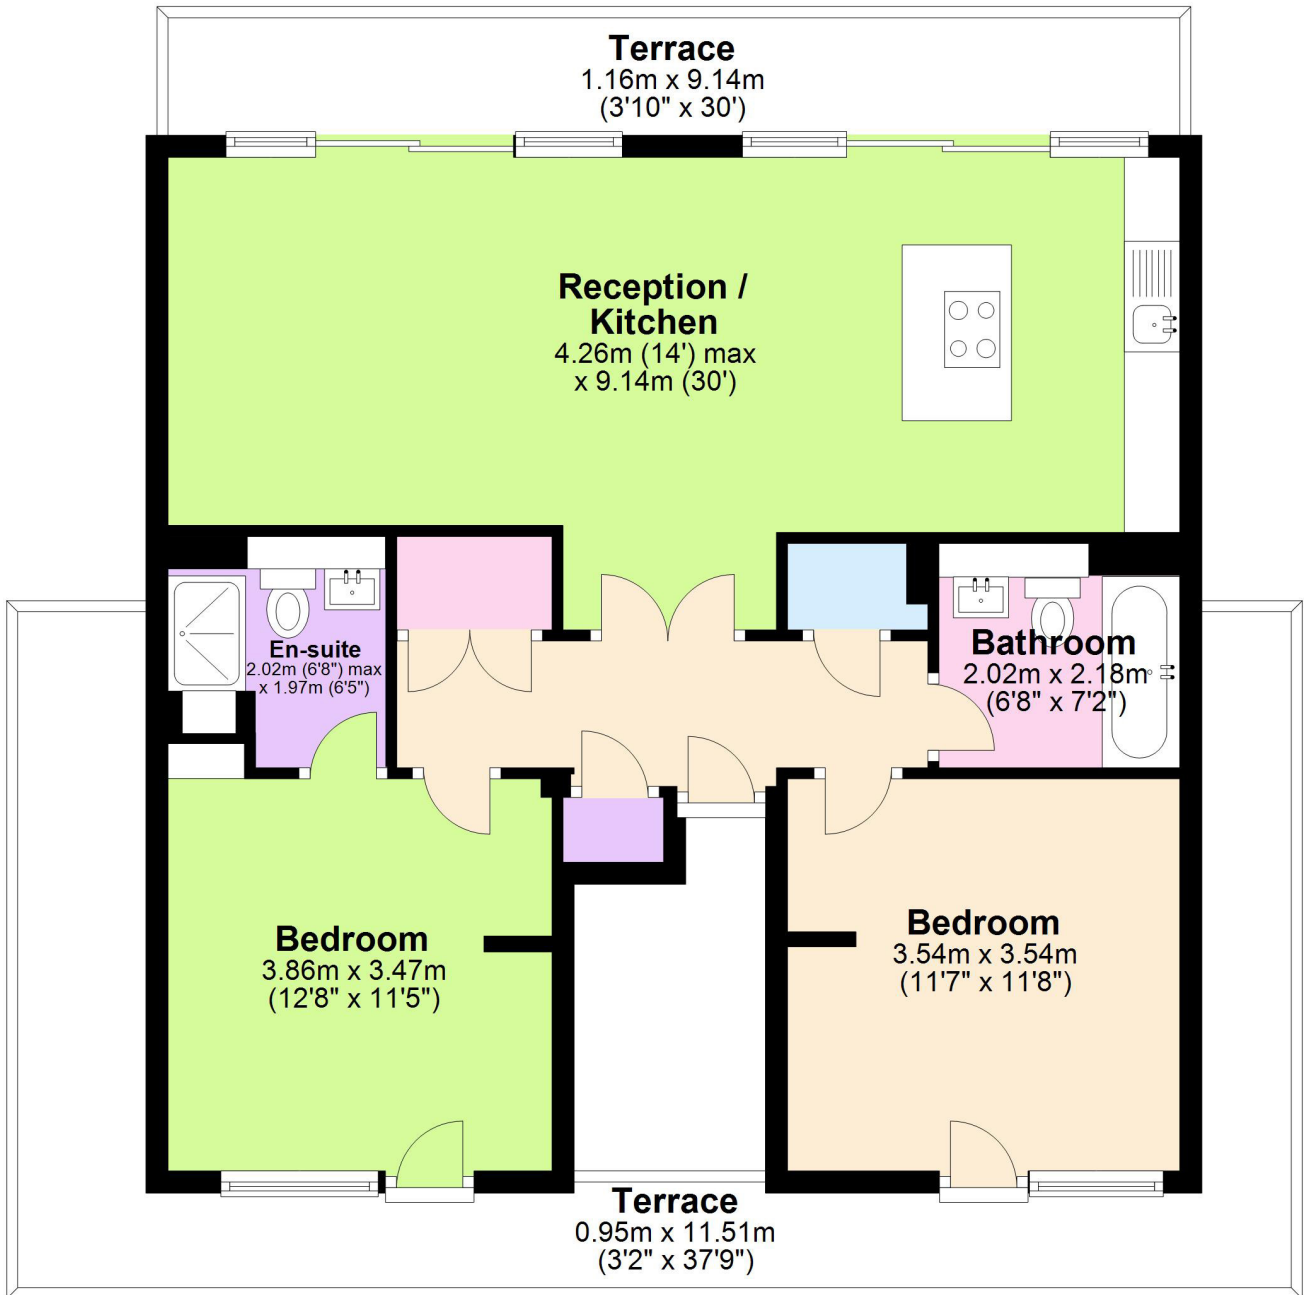 Terrace
1.16m x 9.14m
(3'10" x 30')
Reception /
Kitchen
4.26m (14') max
x 9.14m (30')
En-suite
2.02m (6'8") max
x 1.97m (6'5")
Bathroom
2.02m x 2.18m
(6'8" x 7'2")
Bedroom
3.86m x 3.47m
(12'8" x 11'5")
Bedroom
3.54m x 3.54m
(11'7" x 11'8")
Terrace
0.95m x 11.51m
(3'2" x 37'9")